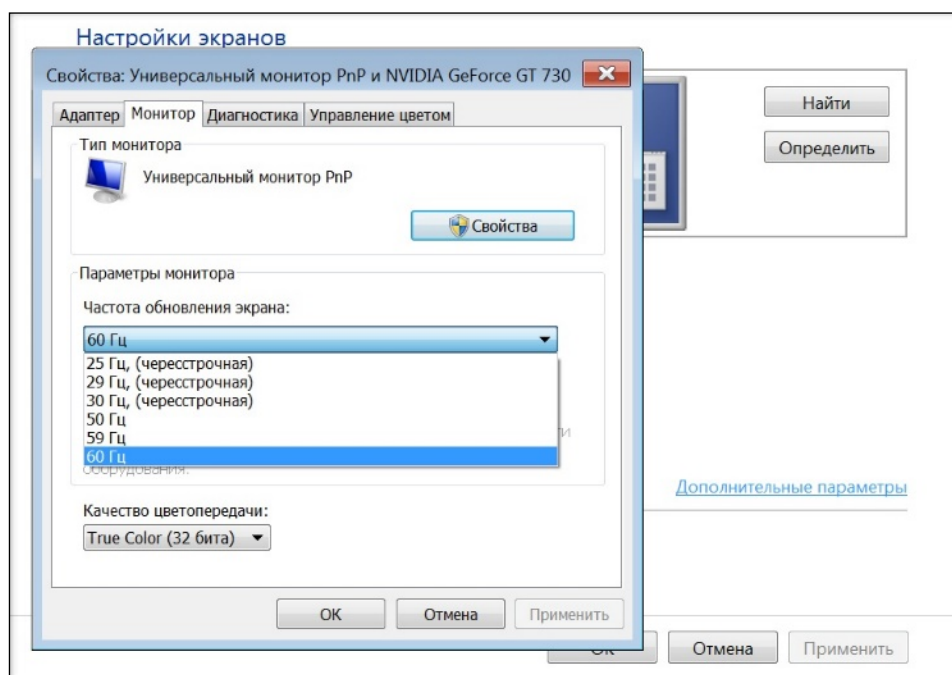 Настройки экранов
Свойства: Универсальный монитор PnP и NVIDIA GeForce GT 730
Адаптер Монитор Диагностика Управление цветом
Найти
Определить
Тип монитора
Универсальный монитор PnP
Свойства
Параметры монитора
Частота обновления экрана:
60 Гц
25 Гц, (чересстрочная)
29 Гц, (чересстрочная)
30 Гц, (чересстрочная)
50 Гц
59 Гц
60 Гц
оборудования.
Дополнительные параметры
Качество цветопередачи:
True Color (32 бита)
ОК Отмена Применить
ОК Отмена Применить